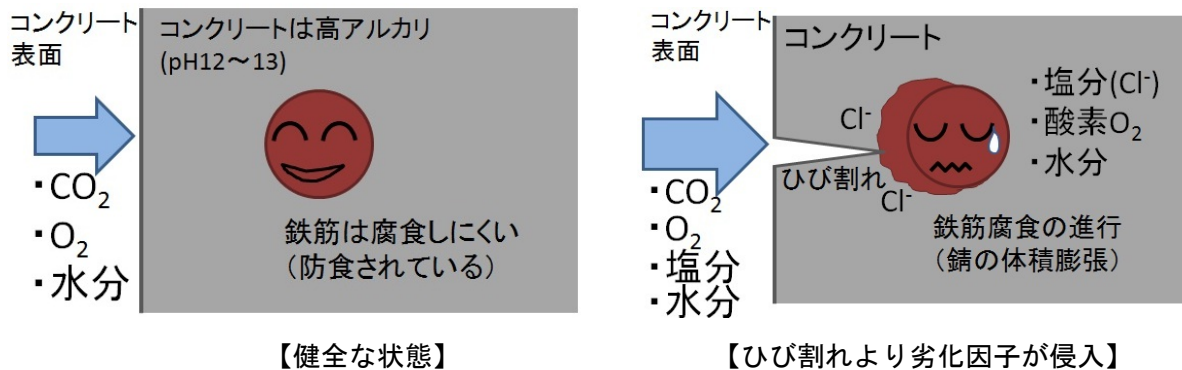 コンクリート
表面
コンクリートは高アルカリ
(pH12～13)
・CO₂
・O₂
・水分
鉄筋は腐食しにくい
（防食されている）
【健全な状態】
コンクリート
表面
コンクリート
Cl⁻
・塩分(Cl⁻)
・酸素O₂
・水分
ひび割れ
Cl⁻
・CO₂
・O₂
・塩分
・水分
鉄筋腐食の進行
（錆の体積膨張）
【ひび割れより劣化因子が侵入】